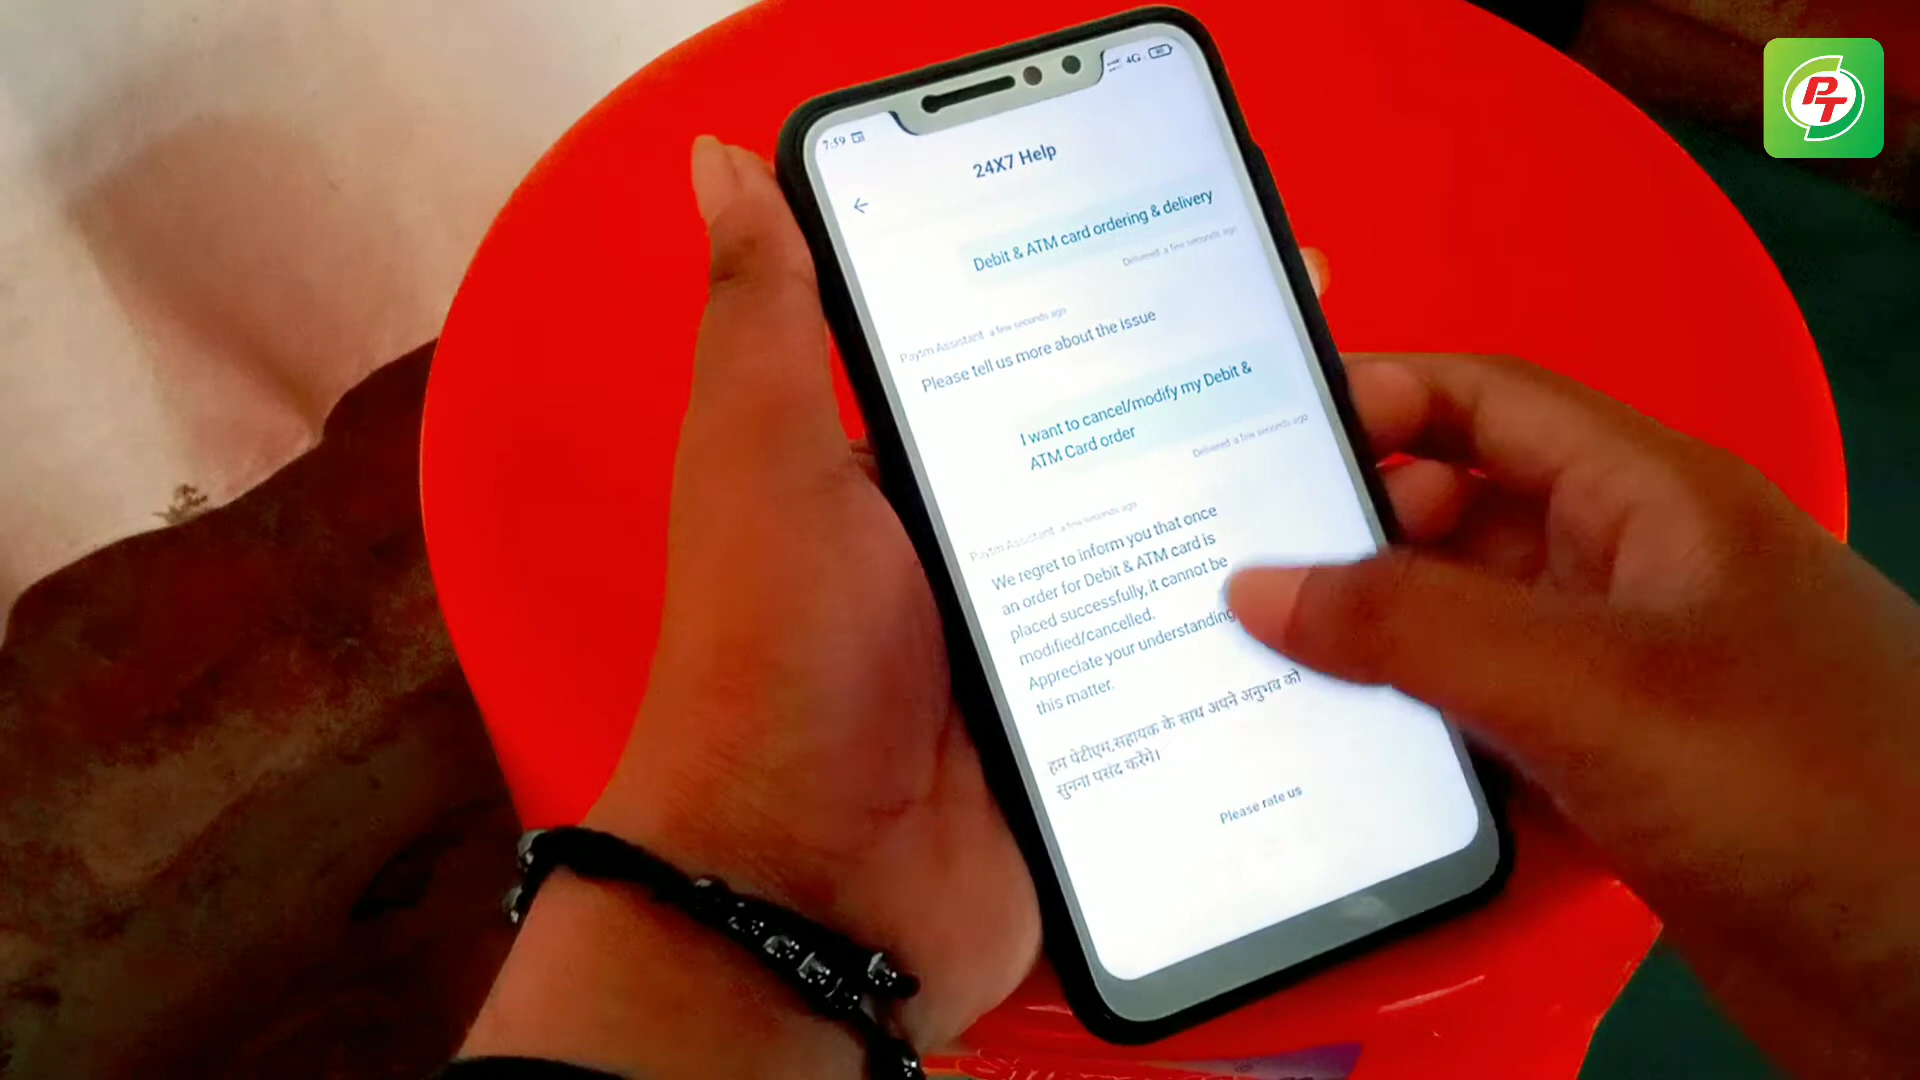 7:59
4G
24X7 Help
Debit & ATM card ordering & delivery
Delivered a few seconds ago
Paytm Assistant a few seconds ago
Please tell us more about the issue
I want to cancel/modify my Debit &
ATM Card order
Delivered a few seconds ago
Paytm Assistant a few seconds ago
We regret to inform you that once
an order for Debit & ATM card is
placed successfully, it cannot be
modified/cancelled.
Appreciate your understanding
this matter.
हम पेटीएम.सहायक के साथ अपने अनुभव को
सुनना पसंद करेंगे।
Please rate us
PT